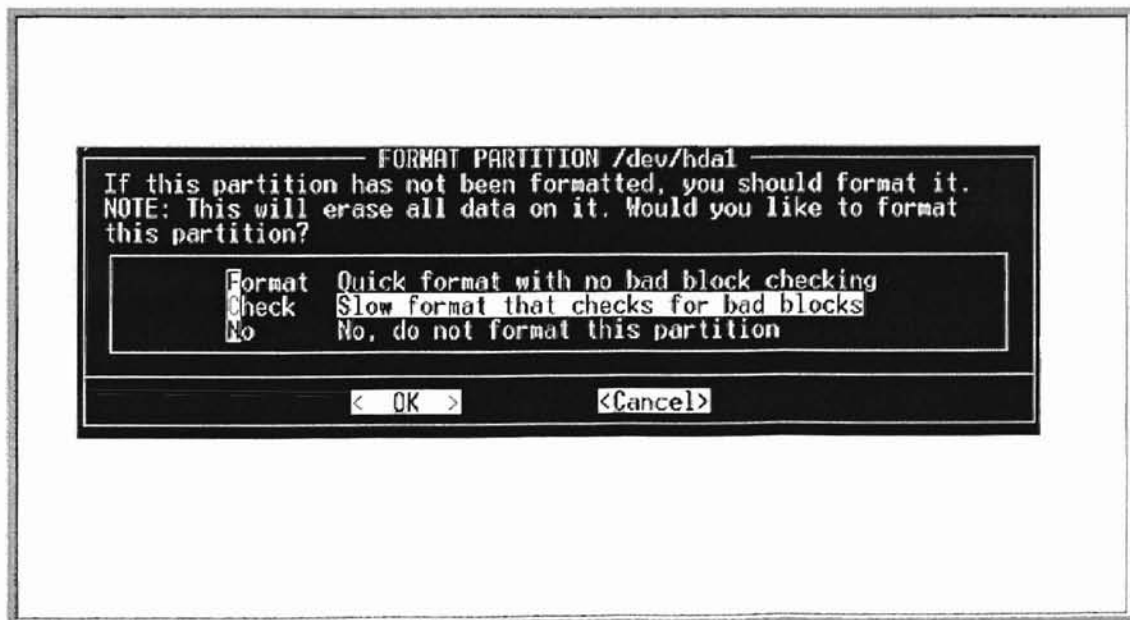 FORMAT PARTITION /dev/hda1
If this partition has not been formatted, you should format it.
NOTE: This will erase all data on it. Would you like to format
this partition?
Format Quick format with no bad block checking
Check Slow format that checks for bad blocks
No No, do not format this partition
< OK > <Cancel>